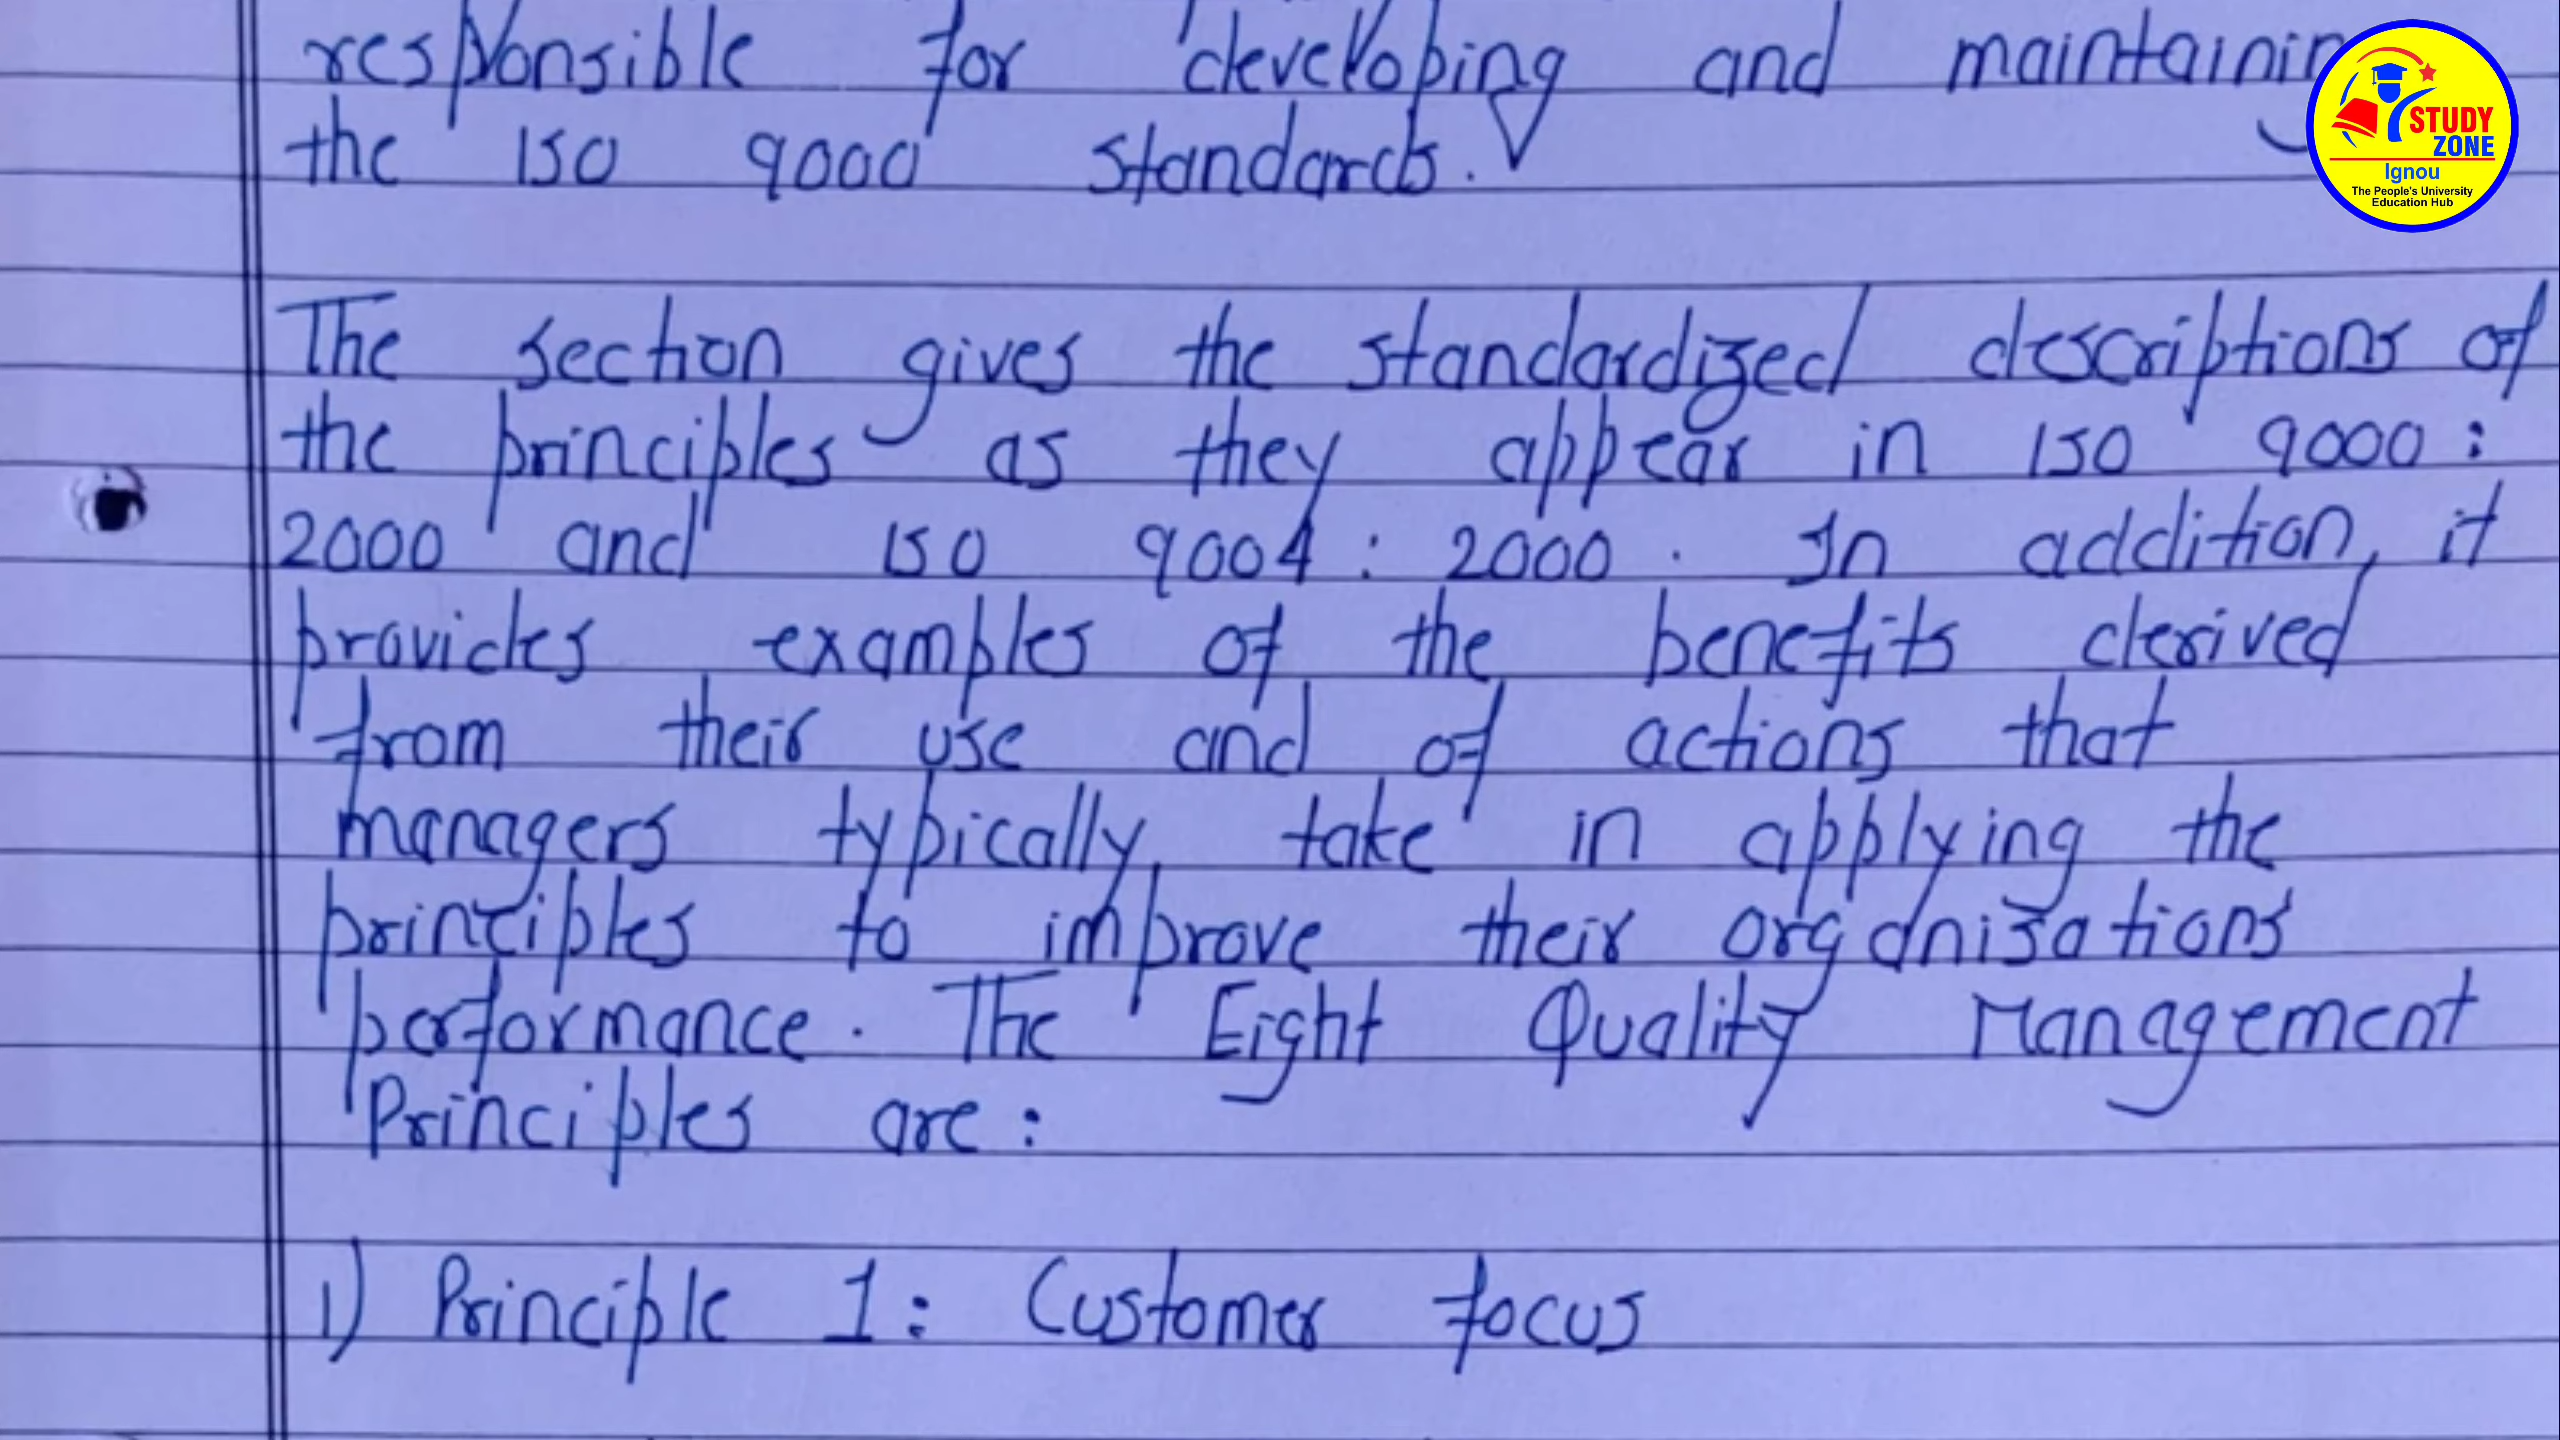 responsible for developing and maintaining
the ISO 9000 standards.
The section gives the standardized descriptions of
the principles as they appear in ISO 9000:
2000 and ISO 9004: 2000. In addition, it
provides examples of the benefits derived
from their use and of actions that
managers typically take in applying the
principles to improve their organisations
performance. The Eight Quality Management
Principles are:
1) Principle 1: Customer focus
STUDY
ZONE
Ignou
The People's University
Education Hub